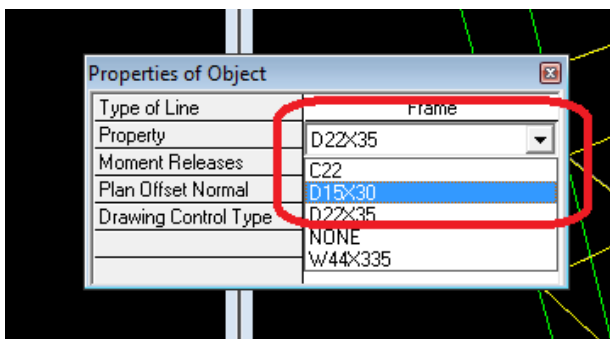 Properties of Object
Type of Line Frame
Property D22X35
Moment Releases C22
Plan Offset Normal D15X30
Drawing Control Type D22X35
NONE
W44X335